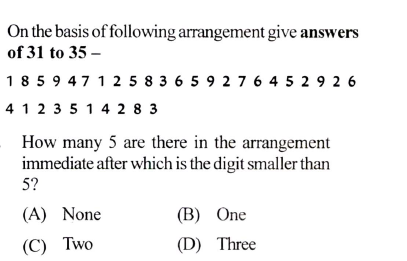 On the basis of following arrangement give answers
of 31 to 35 –
1 8 5 9 4 7 1 2 5 8 3 6 5 9 2 7 6 4 5 2 9 2 6
4 1 2 3 5 1 4 2 8 3
How many 5 are there in the arrangement
immediate after which is the digit smaller than
5?
(A) None (B) One
(C) Two (D) Three